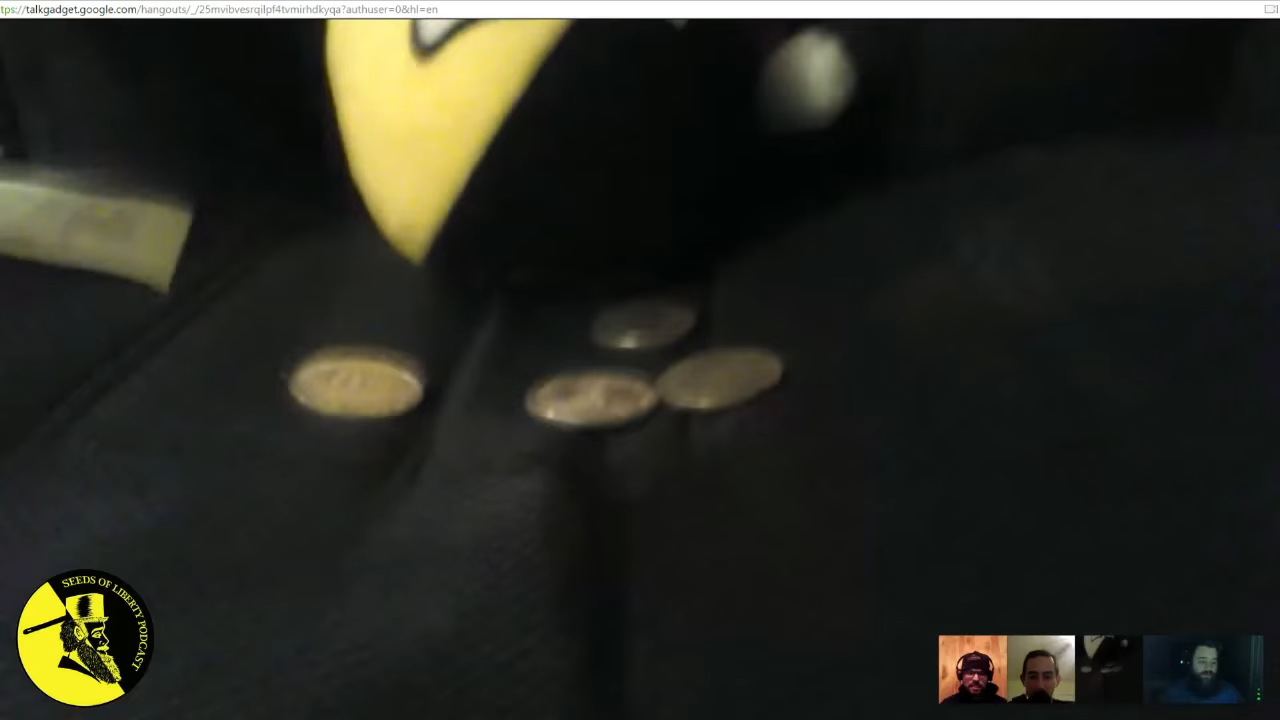 tps://talkgadget.google.com/hangouts/_/25mvibvesrqilpf4tvmirhdkyqa?authuser=0&hl=en
SEEDS OF LIBERTY PODCAST